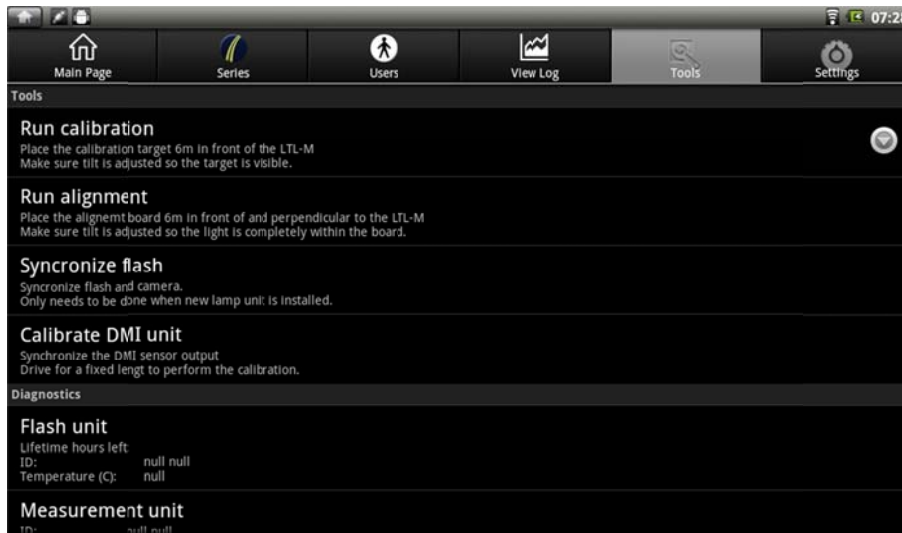 07:28
Main Page
Series
Users
View Log
Tools
Settings
Tools
Run calibration
Place the calibration target 6m in front of the LTL-M
Make sure tilt is adjusted so the target is visible.
Run alignment
Place the alignemt board 6m in front of and perpendicular to the LTL-M
Make sure tilt is adjusted so the light is completely within the board.
Syncronize flash
Syncronize flash and camera.
Only needs to be done when new lamp unit is installed.
Calibrate DMI unit
Synchronize the DMI sensor output
Drive for a fixed lengt to perform the calibration.
Diagnostics
Flash unit
Lifetime hours left
ID: null null
Temperature (C): null
Measurement unit
ID: null null